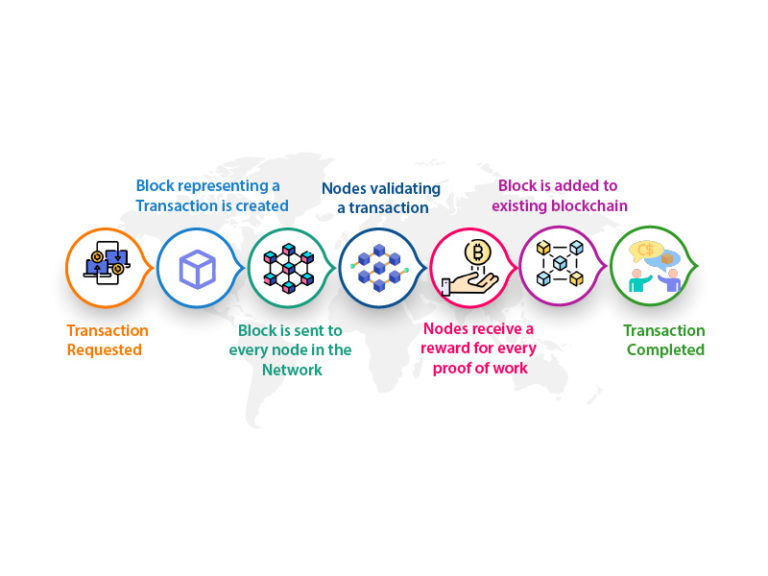 Transaction
Requested
Block representing a
Transaction is created
Block is sent to
every node in the
Network
Nodes validating
a transaction
Nodes receive a
reward for every
proof of work
Block is added to
existing blockchain
C$
Transaction
Completed